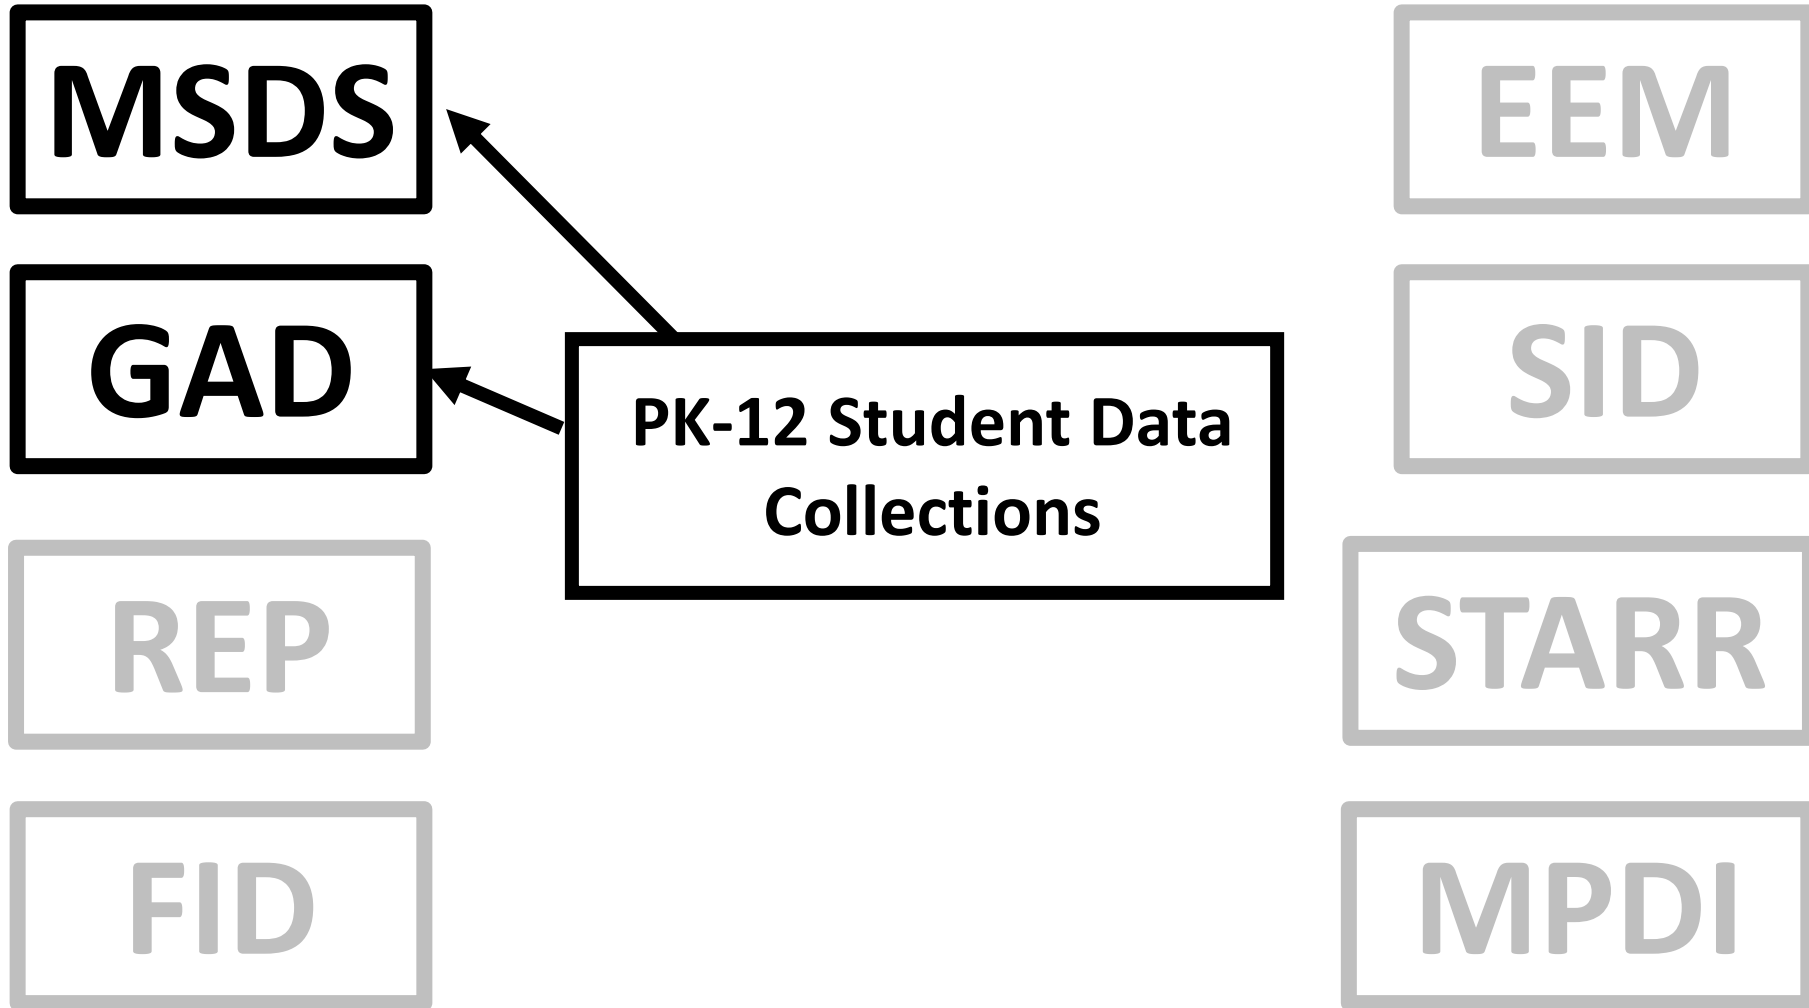 MSDS
GAD
REP
FID
PK-12 Student Data
Collections
EEM
SID
STARR
MPDI